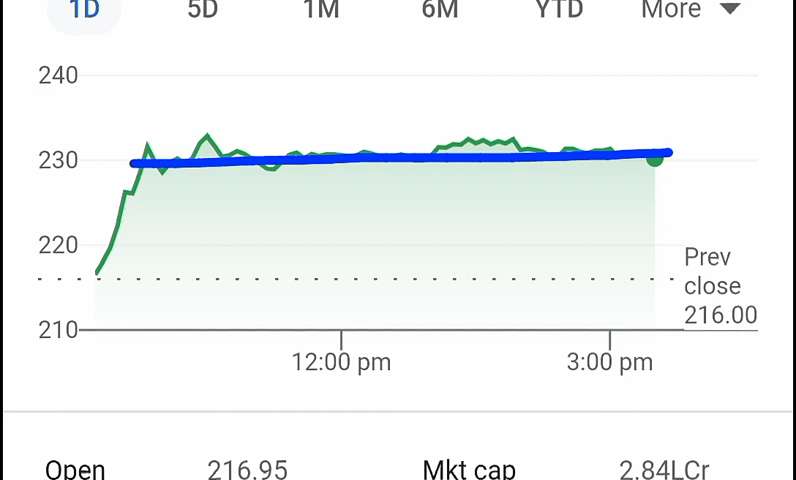 1D 5D 1M 6M YTD More
240
230
220
Prev
close
216.00
210
12:00 pm 3:00 pm
Open 216.95 Mkt cap 2.84LCr